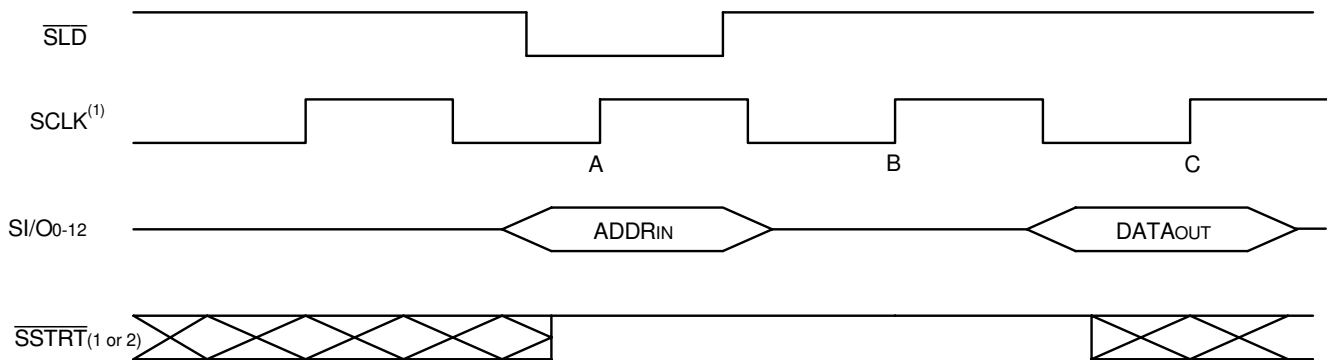 SLD
SCLK(1)
A B C
SI/O0-12 ADDRIN DATAOUT
SSTRT(1 or 2)